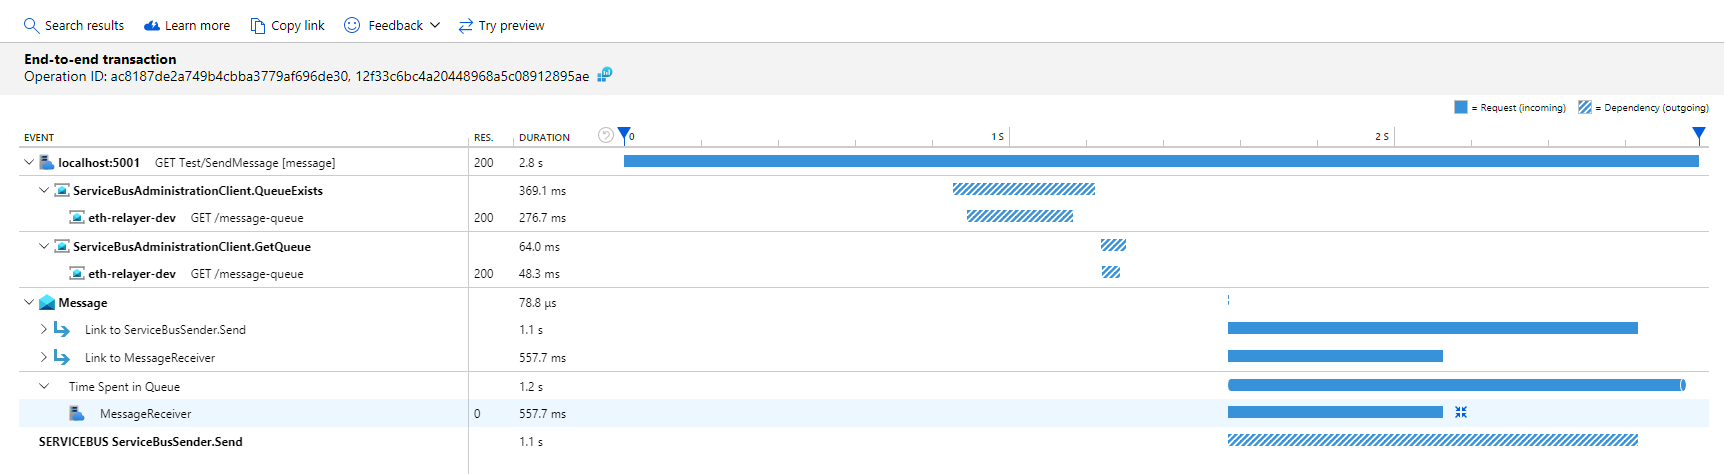 Search results Learn more Copy link Feedback Try preview
End-to-end transaction
Operation ID: ac8187de2a749b4cbba3779af696de30, 12f33c6bc4a20448968a5c08912895ae
= Request (incoming) = Dependency (outgoing)
EVENT RES. DURATION 0 1 S 2 S
localhost:5001 GET Test/SendMessage [message] 200 2.8 s
ServiceBusAdministrationClient.QueueExists 369.1 ms
eth-relayer-dev GET /message-queue 200 276.7 ms
ServiceBusAdministrationClient.GetQueue 64.0 ms
eth-relayer-dev GET /message-queue 200 48.3 ms
Message 78.8 µs
Link to ServiceBusSender.Send 1.1 s
Link to MessageReceiver 557.7 ms
Time Spent in Queue 1.2 s
MessageReceiver 0 557.7 ms
SERVICEBUS ServiceBusSender.Send 1.1 s